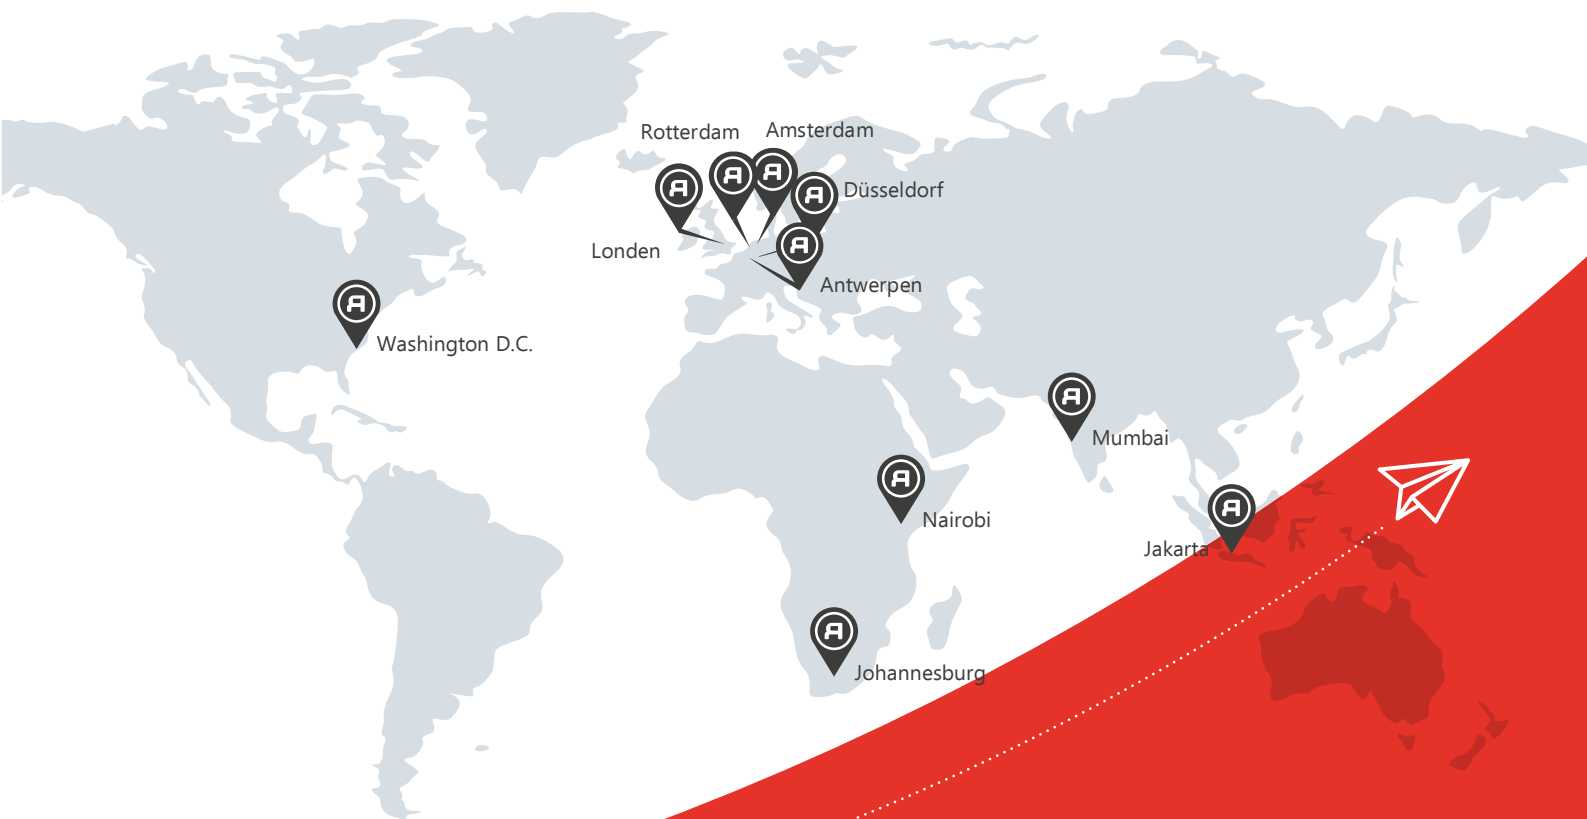 Rotterdam
Amsterdam
Düsseldorf
Londen
Antwerpen
Washington D.C.
Mumbai
Nairobi
Jakarta
Johannesburg